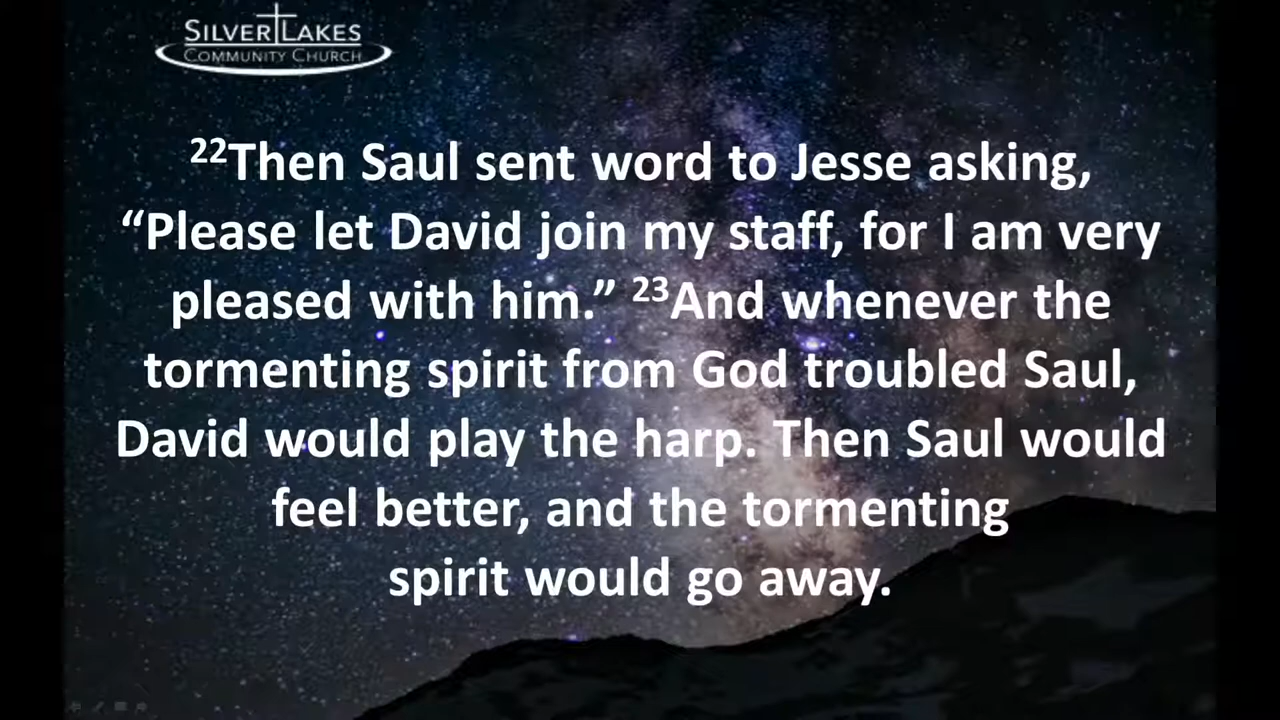 SILVER LAKES
COMMUNITY CHURCH
22Then Saul sent word to Jesse asking,
“Please let David join my staff, for I am very
pleased with him.” 23And whenever the
tormenting spirit from God troubled Saul,
David would play the harp. Then Saul would
feel better, and the tormenting
spirit would go away.